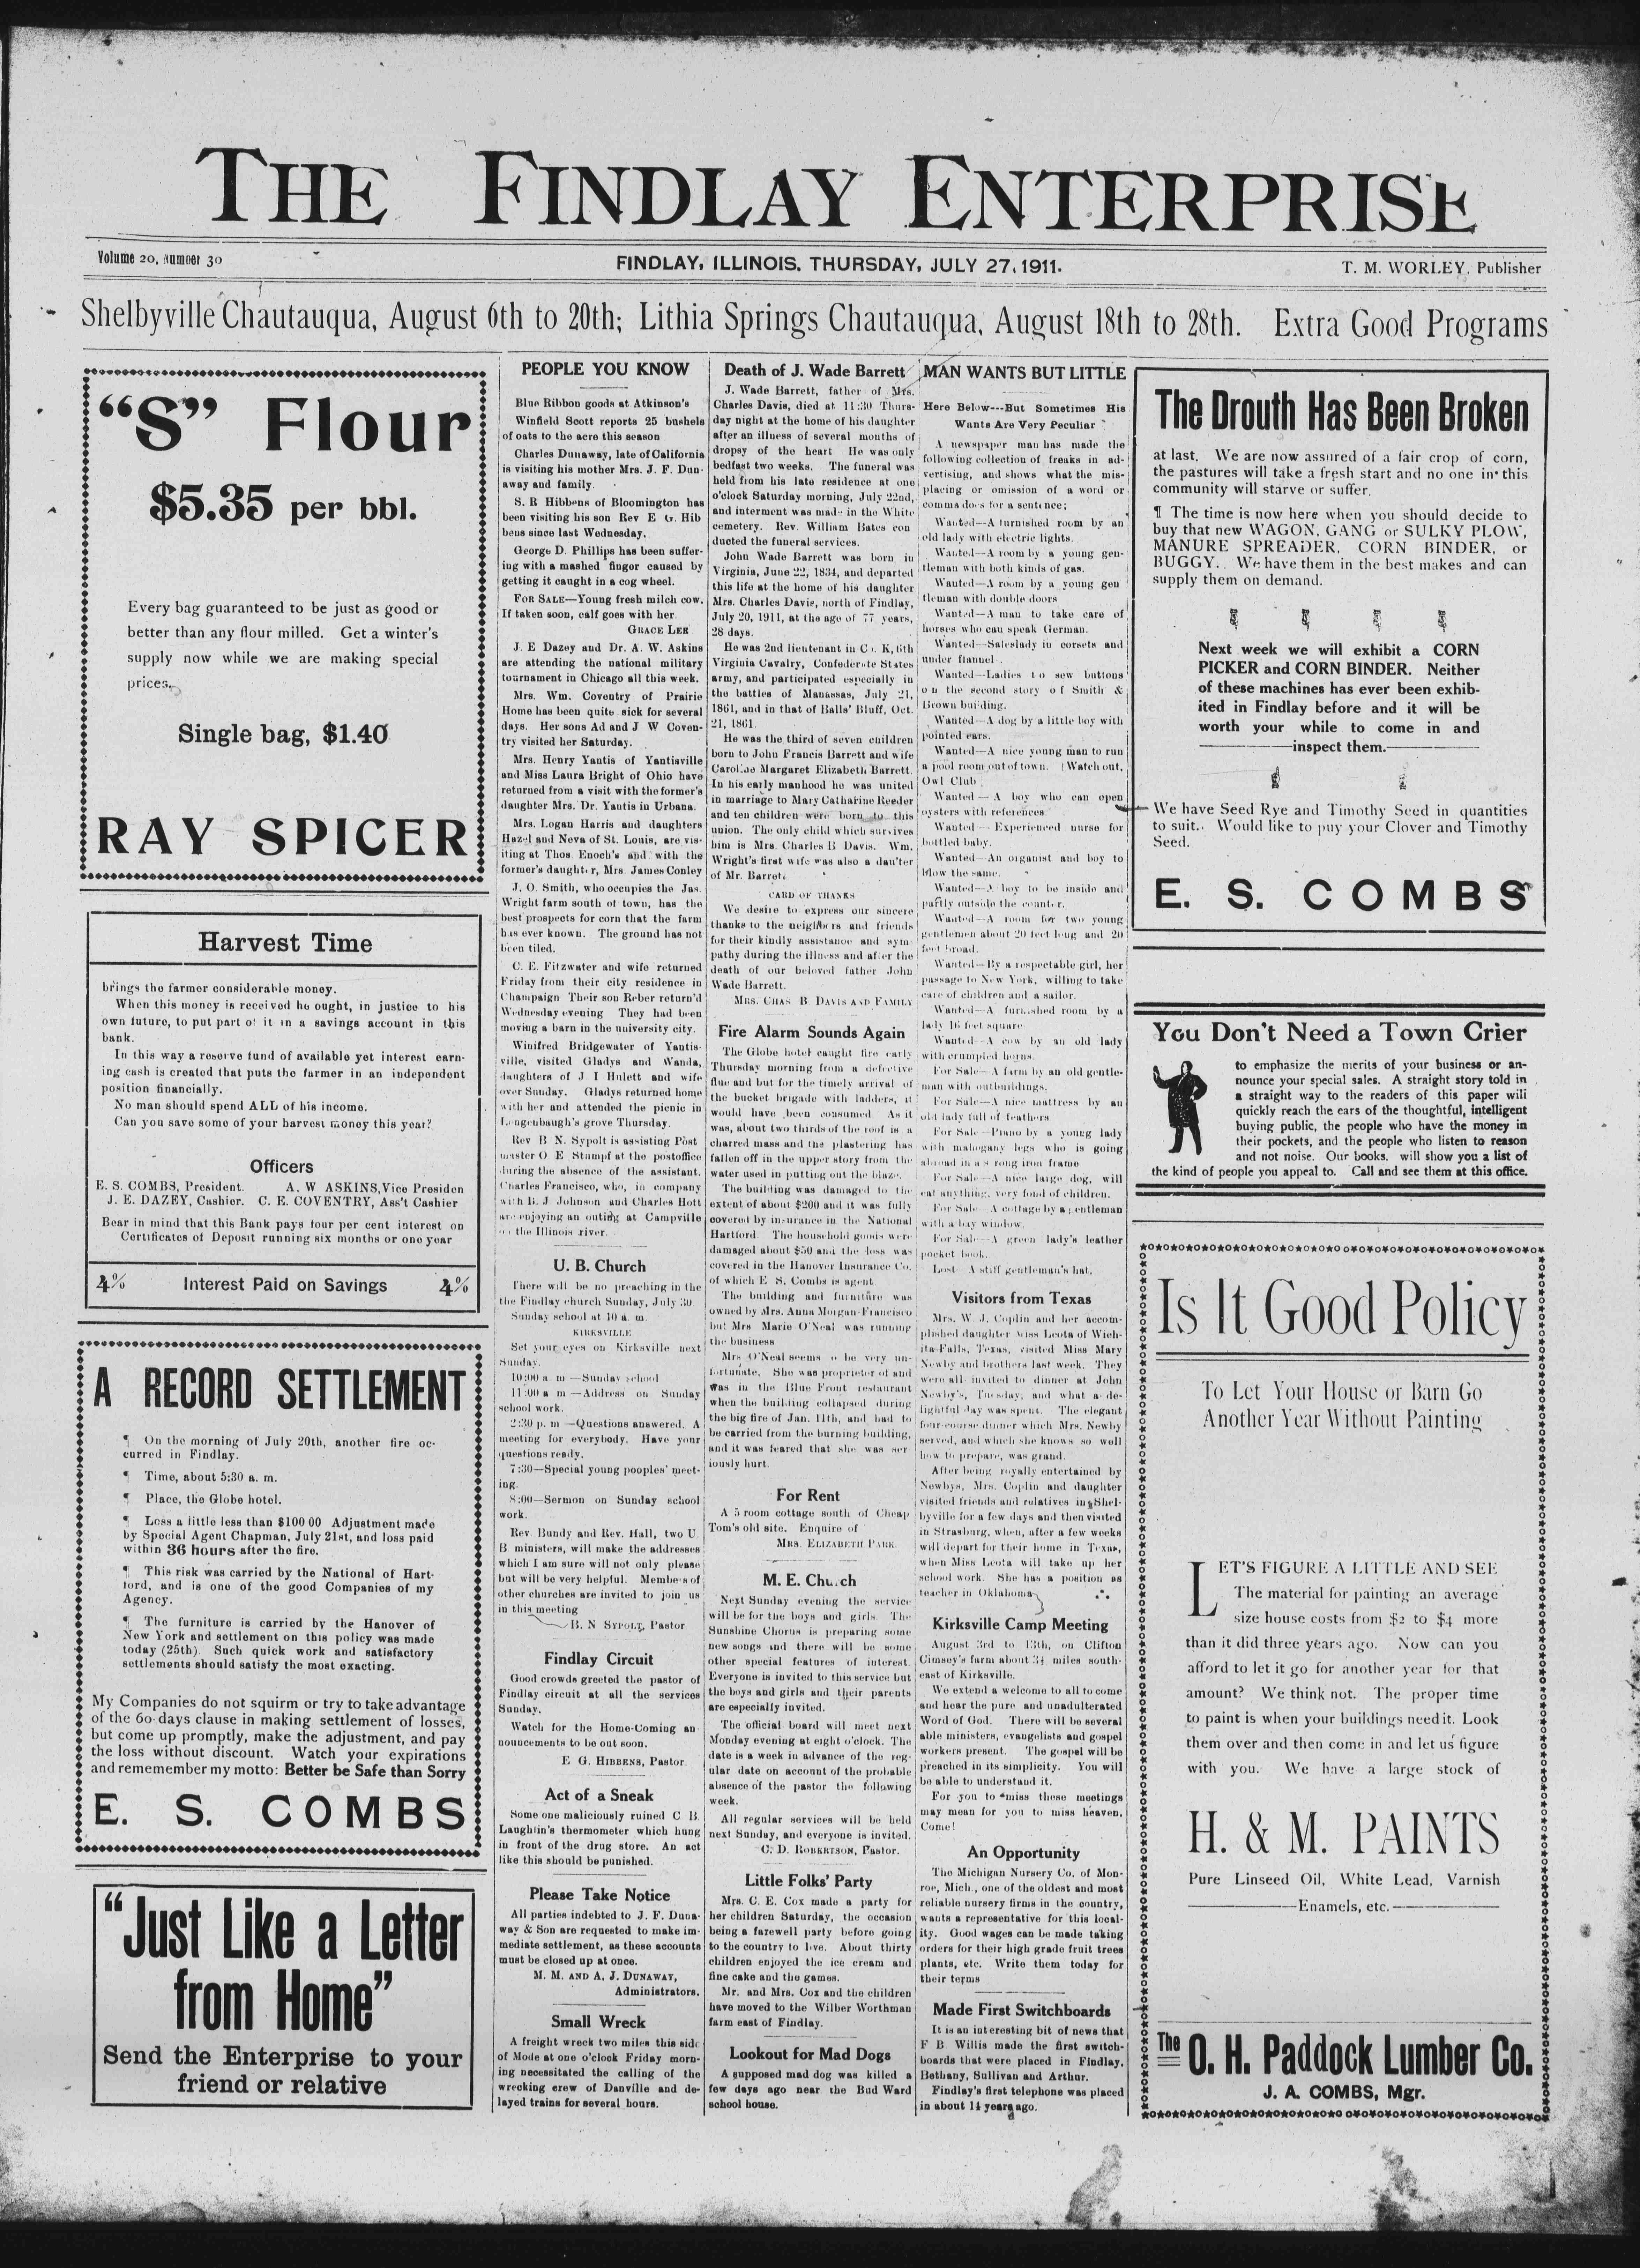 THE FINDLAY ENTERPRISE
Volume 20, Number 30
FINDLAY, ILLINOIS, THURSDAY, JULY 27, 1911.
T. M. WORLEY, Publisher
Shelbyville Chautauqua, August 6th to 20th; Lithia Springs Chautauqua, August 18th to 28th. Extra Good Programs
"S" Flour
$5.35 per bbl.
Every bag guaranteed to be just as good or
better than any flour milled. Get a winter's
supply now while we are making special
prices.
Single bag, $1.40
RAY SPICER
Harvest Time
brings the farmer considerable money.
When this money is received he ought, in justice to his
own future, to put part of it in a savings account in this
bank.
In this way a reserve fund of available yet interest earn-
ing cash is created that puts the farmer in an independent
position financially.
No man should spend ALL of his income.
Can you save some of your harvest money this year?
Officers
E. S. COMBS, President. A. W ASKINS, Vice Presiden
J. E. DAZEY, Cashier. C. E. COVENTRY, Ass't Cashier
Bear in mind that this Bank pays four per cent interest on
Certificates of Deposit running six months or one year
4% Interest Paid on Savings 4%
A RECORD SETTLEMENT
¶ On the morning of July 20th, another fire oc-
curred in Findlay.
¶ Time, about 5:30 a. m.
¶ Place, the Globe hotel.
¶ Loss a little less than $100 00 Adjustment made
by Special Agent Chapman, July 21st, and loss paid
within 36 hours after the fire.
¶ This risk was carried by the National of Hart-
ford, and is one of the good Companies of my
Agency.
¶ The furniture is carried by the Hanover of
New York and settlement on this policy was made
today (25th). Such quick work and satisfactory
settlements should satisfy the most exacting.
My Companies do not squirm or try to take advantage
of the 60-days clause in making settlement of losses,
but come up promptly, make the adjustment, and pay
the loss without discount. Watch your expirations
and rememember my motto: Better be Safe than Sorry
E. S. COMBS
"Just Like a Letter
from Home"
Send the Enterprise to your
friend or relative
PEOPLE YOU KNOW
Blue Ribbon goods at Atkinson's
Winfield Scott reports 25 bushels
of oats to the acre this season
Charles Dunaway, late of California
is visiting his mother Mrs. J. F. Dun-
away and family.
S. R Hibbens of Bloomington has
been visiting his son Rev E G. Hib
bens since last Wednesday.
George D. Phillips has been suffer-
ing with a mashed finger caused by
getting it caught in a cog wheel.
FOR SALE—Young fresh milch cow.
If taken soon, calf goes with her
GRACE LEE
J. E Dazey and Dr. A. W. Askins
are attending the national military
tournament in Chicago all this week.
Mrs. Wm. Coventry of Prairie
Home has been quite sick for several
days. Her sons Ad and J W Coven-
try visited her Saturday.
Mrs. Henry Yantis of Yantisville
and Miss Laura Bright of Ohio have
returned from a visit with the former's
daughter Mrs. Dr. Yantis in Urbana.
Mrs. Logan Harris and daughters
Hazel and Neva of St. Louis, are vis-
iting at Thos Enoch's and with the
former's daughter, Mrs. James Conley
J. O. Smith, who occupies the Jas.
Wright farm south of town, has the
best prospects for corn that the farm
has ever known. The ground has not
been tiled.
C. E. Fitzwater and wife returned
Friday from their city residence in
Champaign Their son Reber return'd
Wednesday evening They had been
moving a barn in the university city.
Winifred Bridgewater of Yantis-
ville, visited Gladys and Wanda,
daughters of J I Hulett and wife
over Sunday. Gladys returned home
with her and attended the picnic in
Longenbaugh's grove Thursday.
Rev B N. Sypolt is assisting Post
master O E Stumpf at the postoffice
during the absence of the assistant,
Charles Francisco, who, in company
with B. J Johnson and Charles Hott
are enjoying an outing at Campville
on the Illinois river.
U. B. Church
There will be no preaching in the
the Findlay church Sunday, July 30
Sunday school at 10 a. m.
KIRKSVILLE
Set your eyes on Kirksville next
Sunday.
10:00 a m —Sunday school
11:00 a m —Address on Sunday
school work.
2:30 p. m —Questions answered. A
meeting for everybody. Have your
questions ready.
7:30—Special young pooples' meet-
ing.
8:00—Sermon on Sunday school
work.
Rev. Bundy and Rev. Hall, two U.
B ministers, will make the addresses
which I am sure will not only please
but will be very helpful. Members of
other churches are invited to join us
in this meeting
B. N SYPOLT, Pastor
Findlay Circuit
Good crowds greeted the pastor of
Findlay circuit at all the services
Sunday.
Watch for the Home-Coming an
nouncements to be out soon.
E G. HIBBENS, Pastor.
Act of a Sneak
Some one maliciously ruined C B.
Laughlin's thermometer which hung
in front of the drug store. An act
like this should be punished.
Please Take Notice
All parties indebted to J. F. Duna-
way & Son are requested to make im-
mediate settlement, as these accounts
must be closed up at once.
M. M. AND A. J. DUNAWAY,
Administrators.
Small Wreck
A freight wreck two miles this side
of Mode at one o'clock Friday morn-
ing necessitated the calling of the
wrecking crew of Danville and de-
layed trains for several hours.
Death of J. Wade Barrett
J. Wade Barrett, father of Mrs.
Charles Davis, died at 11:30 Thurs-
day night at the home of his daughter
after an illness of several months of
dropsy of the heart He was only
bedfast two weeks. The funeral was
held from his late residence at one
o'clock Saturday morning, July 22nd,
and interment was made in the White
cemetery. Rev. William Bates con
ducted the funeral services.
John Wade Barrett was born in
Virginia, June 22, 1834, and departed
this life at the home of his daughter
Mrs. Charles Davis, north of Findlay,
July 20, 1911, at the age of 77 years,
28 days.
He was 2nd lieutenant in Co. K, 6th
Virginia Cavalry, Confederate States
army, and participated especially in
the battles of Manassas, July 21,
1861, and in that of Balls' Bluff, Oct.
21, 1861.
He was the third of seven children
born to John Francis Barrett and wife
Caroline Margaret Elizabeth Barrett.
In his early manhood he was united
in marriage to Mary Catharine Reeder
and ten children were born to this
union. The only child which survives
him is Mrs. Charles B Davis. Wm.
Wright's first wife was also a dau'ter
of Mr. Barrett.
CARD OF THANKS
We desire to express our sincere
thanks to the neighbors and friends
for their kindly assistance and sym-
pathy during the illness and after the
death of our beloved father John
Wade Barrett.
MRS. CHAS B DAVIS AND FAMILY
Fire Alarm Sounds Again
The Globe hotel caught fire early
Thursday morning from a defective
flue and but for the timely arrival of
the bucket brigade with ladders, it
would have been consumed. As it
was, about two thirds of the roof is a
charred mass and the plastering has
fallen off in the upper story from the
water used in putting out the blaze.
The building was damaged to the
extent of about $200 and it was fully
covered by insurance in the National
Hartford. The household goods were
damaged about $50 and the loss was
covered in the Hanover Insurance Co.
of which E S. Combs is agent
The building and furniture was
owned by Mrs. Anna Morgan-Francisco
but Mrs Marie O'Neal was running
the business
Mrs O'Neal seems to be very un-
fortunate. She was proprietor of and
was in the Blue Front restaurant
when the building collapsed during
the big fire of Jan. 11th, and had to
be carried from the burning building,
and it was feared that she was ser
iously hurt.
For Rent
A 5 room cottage south of Cheap
Tom's old site. Enquire of
MRS. ELIZABETH PARK.
M. E. Church
Next Sunday evening the service
will be for the boys and girls. The
Sunshine Chorus is preparing some
new songs and there will be some
other special features of interest.
Everyone is invited to this service but
the boys and girls and their parents
are especially invited.
The official board will meet next
Monday evening at eight o'clock. The
date is a week in advance of the reg-
ular date on account of the probable
absence of the pastor the following
week.
All regular services will be held
next Sunday, and everyone is invited.
C. D. ROBERTSON, Pastor.
Little Folks' Party
Mrs. C. E. Cox made a party for
her children Saturday, the occasion
being a farewell party before going
to the country to live. About thirty
children enjoyed the ice cream and
fine cake and the games.
Mr. and Mrs. Cox and the children
have moved to the Wilber Worthman
farm east of Findlay.
Lookout for Mad Dogs
A supposed mad dog was killed a
few days ago near the Bud Ward
school house.
MAN WANTS BUT LITTLE
Here Below---But Sometimes His
Wants Are Very Peculiar
A newspaper man has made the
following collection of freaks in ad-
vertising, and shows what the mis-
placing or omission of a word or
comma does for a sentence;
Wanted—A furnished room by an
old lady with electric lights.
Wanted—A room by a young gen-
tleman with both kinds of gas.
Wanted—A room by a young gen
tleman with double doors
Wanted—A man to take care of
horses who can speak German.
Wanted—Saleslady in corsets and
under flannel.
Wanted—Ladies to sew buttons
on the second story of Smith &
Brown building.
Wanted—A dog by a little boy with
pointed ears.
Wanted—A nice young man to run
a pool room out of town. [Watch out,
Owl Club]
Wanted — A boy who can open
oysters with references.
Wanted — Experienced nurse for
bottled baby.
Wanted—An organist and boy to
blow the same.
Wanted—A boy to be inside and
partly outside the counter.
Wanted—A room for two young
gentlemen about 20 feet long and 20
feet broad.
Wanted—By a respectable girl, her
passage to New York, willing to take
care of children and a sailor.
Wanted—A furnished room by a
lady 16 feet square
Wanted—A cow by an old lady
with crumpled horns.
For Sale—A farm by an old gentle-
man with outbuildings.
For Sale—A nice mattress by an
old lady full of feathers
For Sale—Piano by a young lady
with mahogany legs who is going
abroad in a strong iron frame
For Sale—A nice large dog, will
eat anything, very fond of children.
For Sale—A cottage by a gentleman
with a bay window.
For Sale—A green lady's leather
pocket book.
Lost—A stiff gentleman's hat.
Visitors from Texas
Mrs. W. J. Coplin and her accom-
plished daughter Miss Leota of Wich-
ita-Falls, Texas, visited Miss Mary
Newby and brothers last week. They
were all invited to dinner at John
Newby's, Tuesday, and what a de-
lightful day was spent. The elegant
four-course dinner which Mrs. Newby
served, and which she knows so well
how to prepare, was grand.
After being royally entertained by
Newbys, Mrs. Coplin and daughter
visited friends and relatives in Shel-
byville for a few days and then visited
in Strasburg, when, after a few weeks
will depart for their home in Texas,
when Miss Leota will take up her
school work. She has a position as
teacher in Oklahoma
Kirksville Camp Meeting
August 3rd to 13th, on Clifton
Cimsey's farm about 3½ miles south-
east of Kirksville.
We extend a welcome to all to come
and hear the pure and unadulterated
Word of God. There will be several
able ministers, evangelists and gospel
workers present. The gospel will be
preached in its simplicity. You will
be able to understand it.
For you to miss these meetings
may mean for you to miss heaven.
Come!
An Opportunity
The Michigan Nursery Co. of Mon-
roe, Mich., one of the oldest and most
reliable nursery firms in the country,
wants a representative for this local-
ity. Good wages can be made taking
orders for their high grade fruit trees
plants, etc. Write them today for
their terms
Made First Switchboards
It is an interesting bit of news that
F B Willis made the first switch-
boards that were placed in Findlay,
Bethany, Sullivan and Arthur.
Findlay's first telephone was placed
in about 14 years ago.
The Drouth Has Been Broken
at last. We are now assured of a fair crop of corn,
the pastures will take a fresh start and no one in this
community will starve or suffer.
¶ The time is now here when you should decide to
buy that new WAGON, GANG or SULKY PLOW,
MANURE SPREADER, CORN BINDER, or
BUGGY. We have them in the best makes and can
supply them on demand.
Next week we will exhibit a CORN
PICKER and CORN BINDER. Neither
of these machines has ever been exhib-
ited in Findlay before and it will be
worth your while to come in and
inspect them.
We have Seed Rye and Timothy Seed in quantities
to suit. Would like to puy your Clover and Timothy
Seed.
E. S. COMBS
You Don't Need a Town Crier
to emphasize the merits of your business or an-
nounce your special sales. A straight story told in
a straight way to the readers of this paper will
quickly reach the ears of the thoughtful, intelligent
buying public, the people who have the money in
their pockets, and the people who listen to reason
and not noise. Our books will show you a list of
the kind of people you appeal to. Call and see them at this office.
Is It Good Policy
To Let Your House or Barn Go
Another Year Without Painting
LET'S FIGURE A LITTLE AND SEE
The material for painting an average
size house costs from $2 to $4 more
than it did three years ago. Now can you
afford to let it go for another year for that
amount? We think not. The proper time
to paint is when your buildings need it. Look
them over and then come in and let us figure
with you. We have a large stock of
H. & M. PAINTS
Pure Linseed Oil, White Lead, Varnish
Enamels, etc.
The O. H. Paddock Lumber Co.
J. A. COMBS, Mgr.